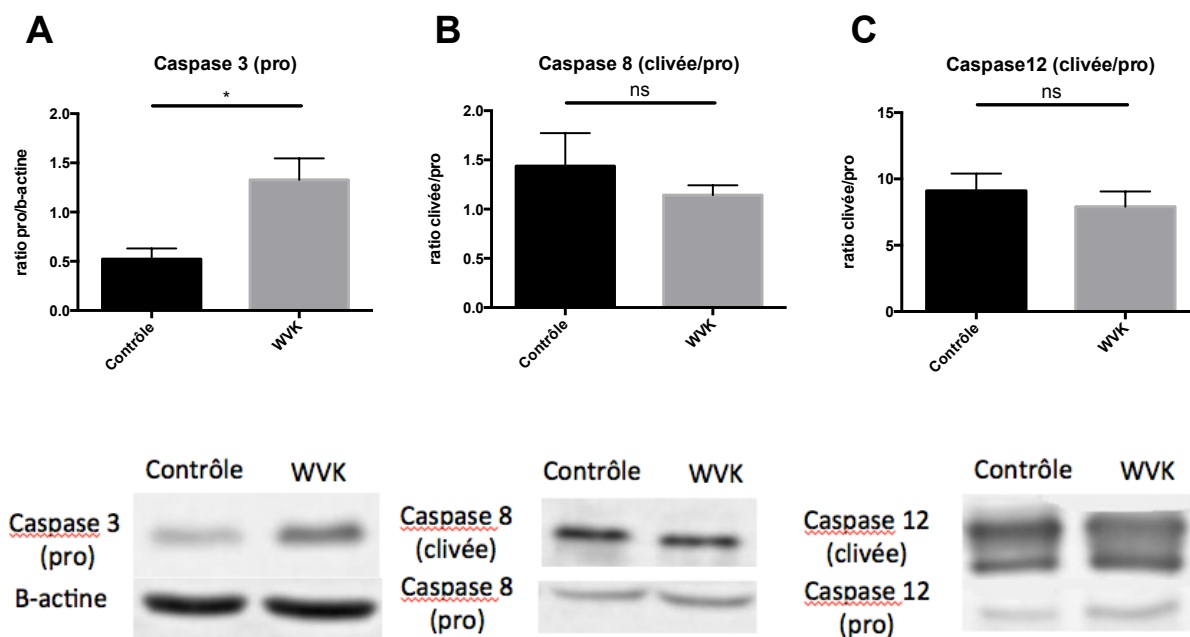 A
Caspase 3 (pro)
*
ratio pro/b-actine
2.0
1.5
1.0
0.5
0.0
Contrôle
WVK
B
Caspase 8 (clivée/pro)
ns
ratio clivée/pro
2.0
1.5
1.0
0.5
0.0
Contrôle
WVK
C
Caspase12 (clivée/pro)
ns
ratio clivée/pro
15
10
5
0
Contrôle
WVK
Contrôle WVK
Caspase 3
(pro)
B-actine
Contrôle WVK
Caspase 8
(clivée)
Caspase 8
(pro)
Contrôle WVK
Caspase 12
(clivée)
Caspase 12
(pro)